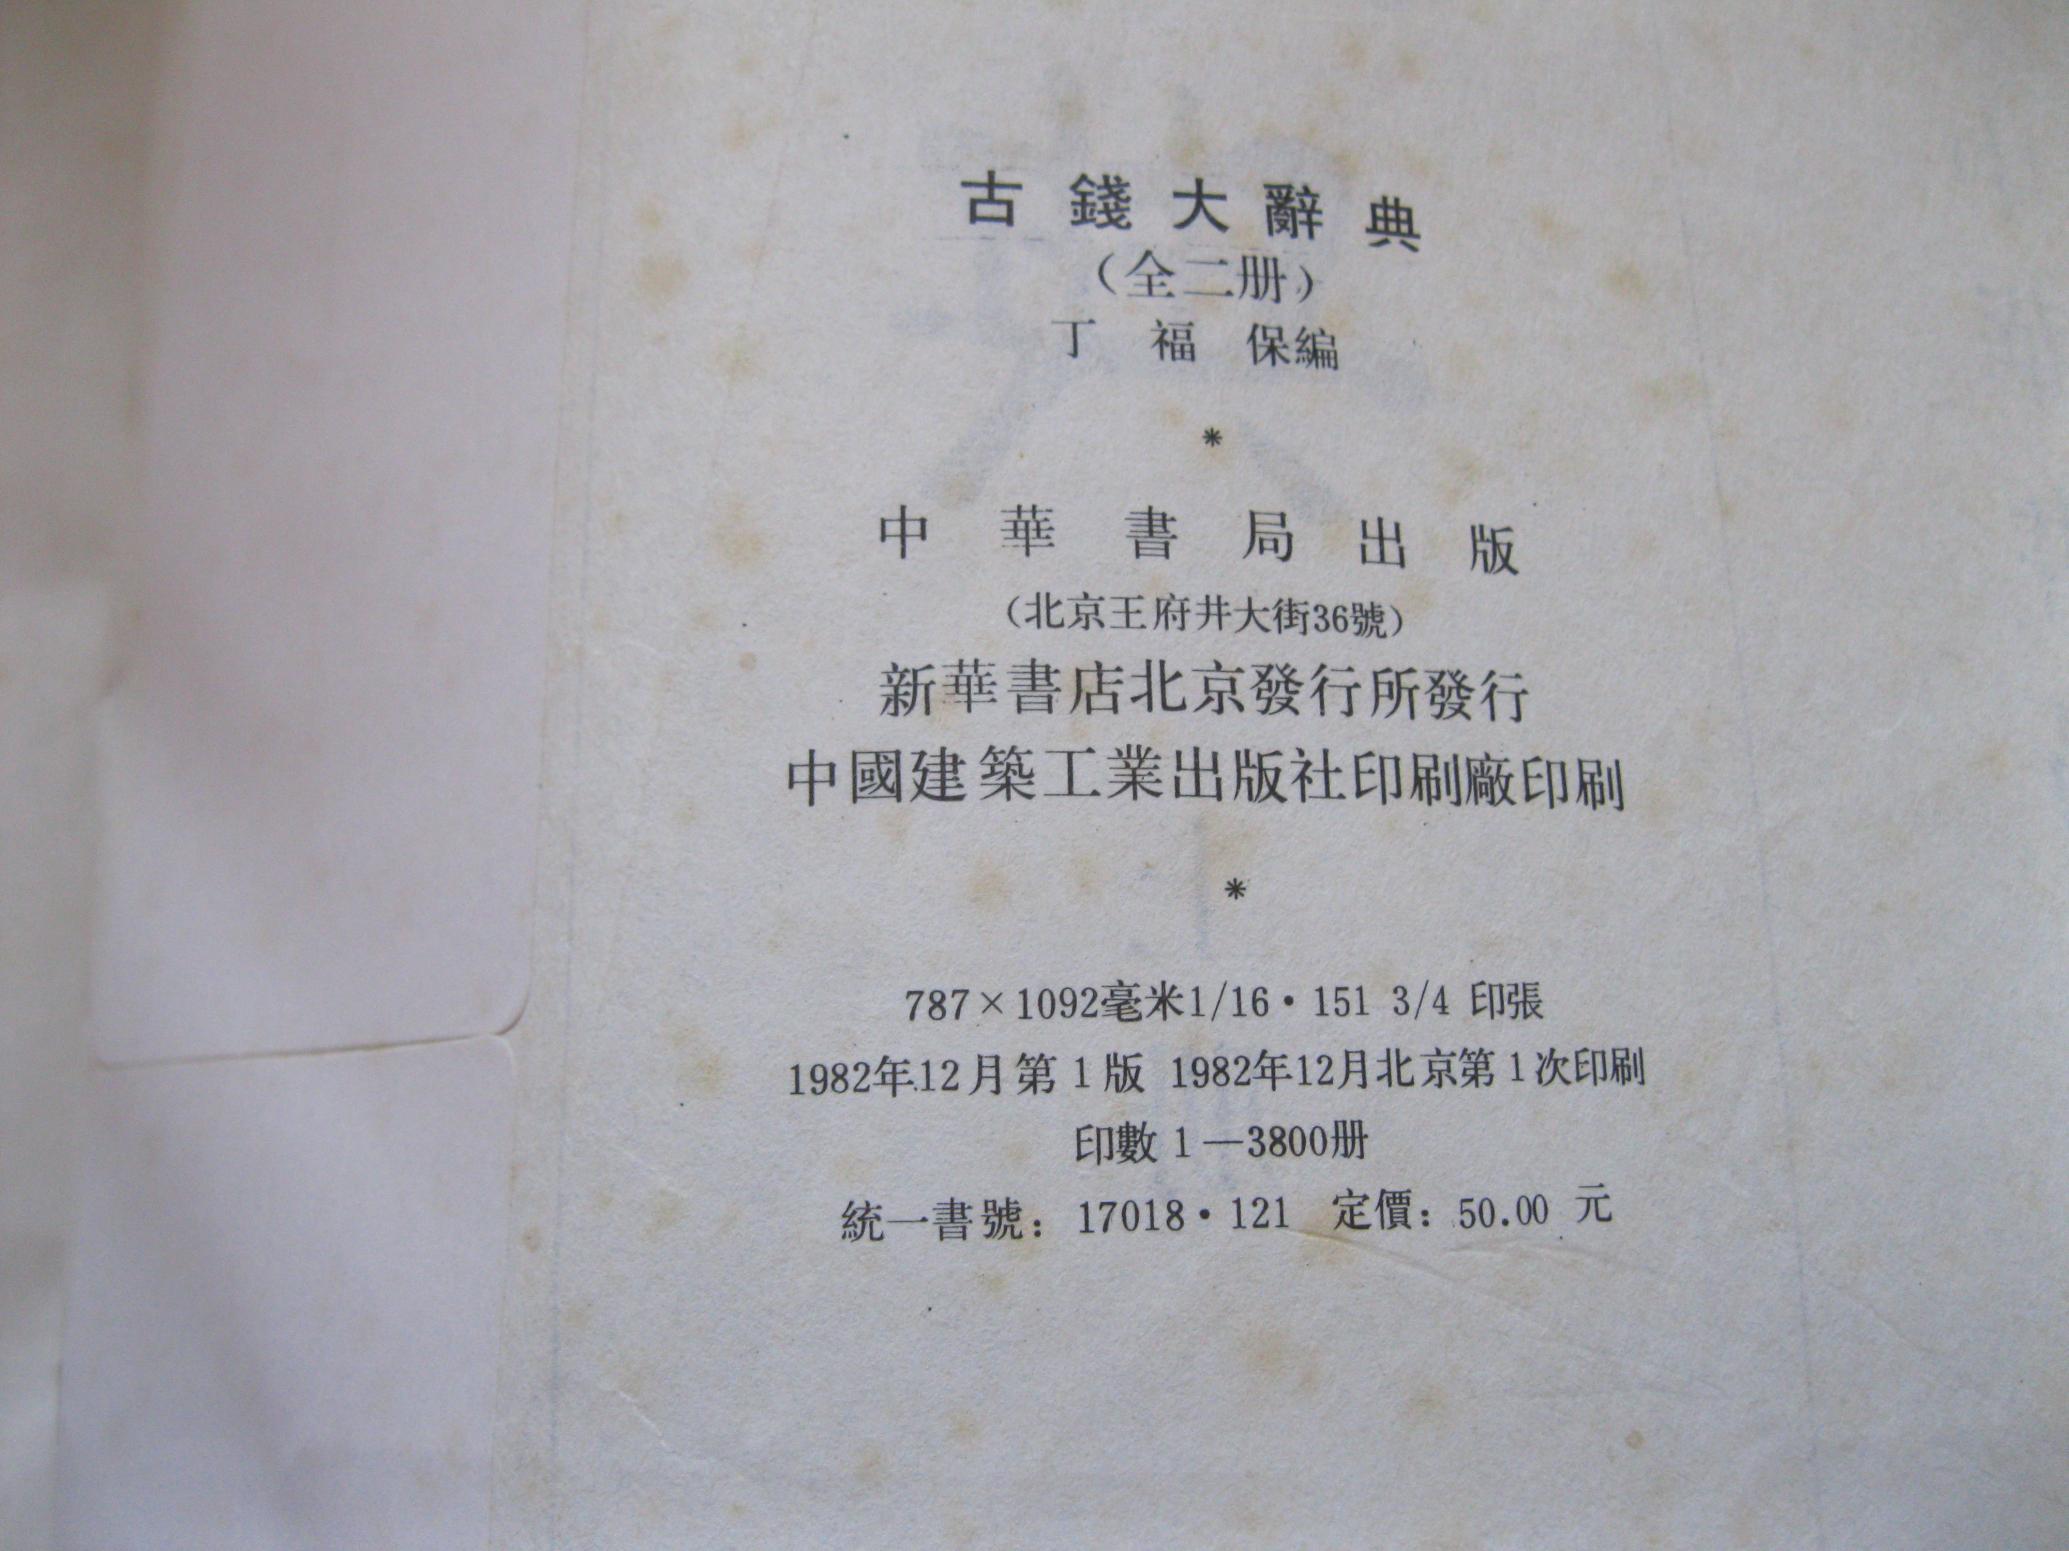 古錢大辭典
(全二册)
丁福保編
*
中華書局出版
(北京王府井大街36號)
新華書店北京發行所發行
中國建築工業出版社印刷廠印刷
*
787×1092毫米1/16·151 3/4 印張
1982年12月第1版 1982年12月北京第1次印刷
印數1—3800册
統一書號：17018·121 定價：50.00 元